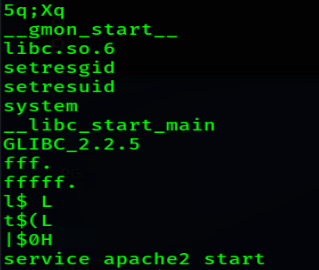 5q;Xq
__gmon_start__
libc.so.6
setresgid
setresuid
system
__libc_start_main
GLIBC_2.2.5
fff.
fffff.
l$ L
t$(L
|$0H
service apache2 start